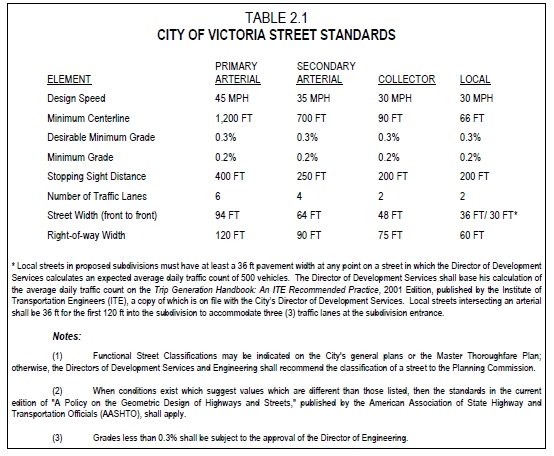 TABLE 2.1
CITY OF VICTORIA STREET STANDARDS
PRIMARY SECONDARY
ELEMENT ARTERIAL ARTERIAL COLLECTOR LOCAL
Design Speed 45 MPH 35 MPH 30 MPH 30 MPH
Minimum Centerline 1,200 FT 700 FT 90 FT 66 FT
Desirable Minimum Grade 0.3% 0.3% 0.3% 0.3%
Minimum Grade 0.2% 0.2% 0.2% 0.2%
Stopping Sight Distance 400 FT 250 FT 200 FT 200 FT
Number of Traffic Lanes 6 4 2 2
Street Width (front to front) 94 FT 64 FT 48 FT 36 FT/ 30 FT*
Right-of-way Width 120 FT 90 FT 75 FT 60 FT
* Local streets in proposed subdivisions must have at least a 36 ft pavement width at any point on a street in which the Director of Development
Services calculates an expected average daily traffic count of 500 vehicles. The Director of Development Services shall base his calculation of
the average daily traffic count on the Trip Generation Handbook: An ITE Recommended Practice, 2001 Edition, published by the Institute of
Transportation Engineers (ITE), a copy of which is on file with the City's Director of Development Services. Local streets intersecting an arterial
shall be 36 ft for the first 120 ft into the subdivision to accommodate three (3) traffic lanes at the subdivision entrance.
Notes:
(1) Functional Street Classifications may be indicated on the City's general plans or the Master Thoroughfare Plan;
otherwise, the Directors of Development Services and Engineering shall recommend the classification of a street to the Planning Commission.
(2) When conditions exist which suggest values which are different than those listed, then the standards in the current
edition of "A Policy on the Geometric Design of Highways and Streets," published by the American Association of State Highway and
Transportation Officials (AASHTO), shall apply.
(3) Grades less than 0.3% shall be subject to the approval of the Director of Engineering.